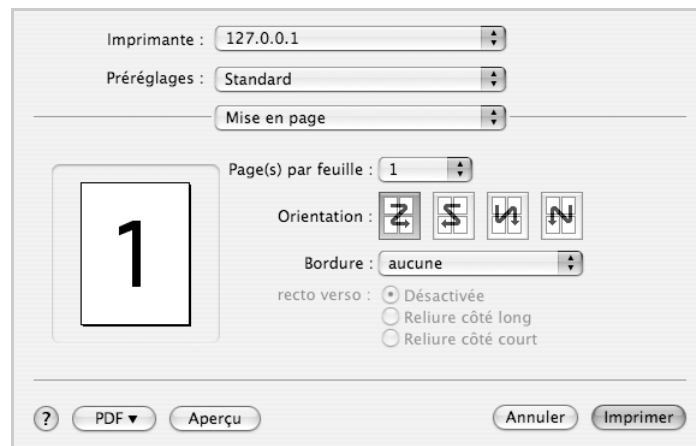 Imprimante : 127.0.0.1
Préréglages : Standard
Mise en page
Page(s) par feuille : 1
1
Orientation :
Bordure : aucune
recto verso : Désactivée
Reliure côté long
Reliure côté court
? PDF▼ Aperçu Annuler Imprimer